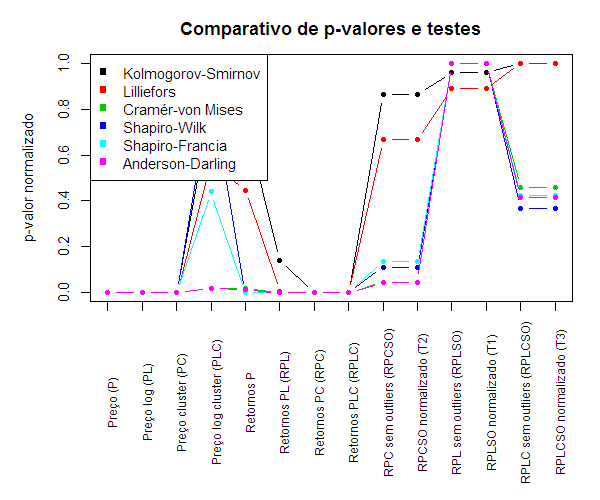 Comparativo de p-valores e testes
p-valor normalizado
1.0
0.8
0.6
0.4
0.2
0.0
Kolmogorov-Smirnov
Lilliefors
Cramér-von Mises
Shapiro-Wilk
Shapiro-Francia
Anderson-Darling
Preço (P)
Preço log (PL)
Preço cluster (PC)
Preço log cluster (PLC)
Retornos P
Retornos PL (RPL)
Retornos PC (RPC)
Retornos PLC (RPLC)
RPC sem outliers (RPCSO)
RPCSO normalizado (T2)
RPL sem outliers (RPLSO)
RPLSO normalizado (T1)
RPLC sem outliers (RPLCSO)
RPLCSO normalizado (T3)